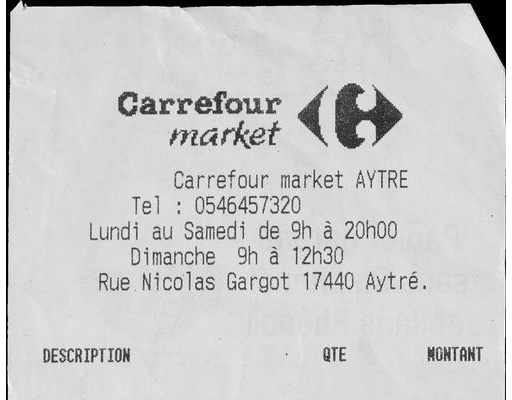 Carrefour
market
Carrefour market AYTRE
Tel : 0546457320
Lundi au Samedi de 9h à 20h00
Dimanche 9h à 12h30
Rue Nicolas Gargot 17440 Aytré.
DESCRIPTION QTE MONTANT